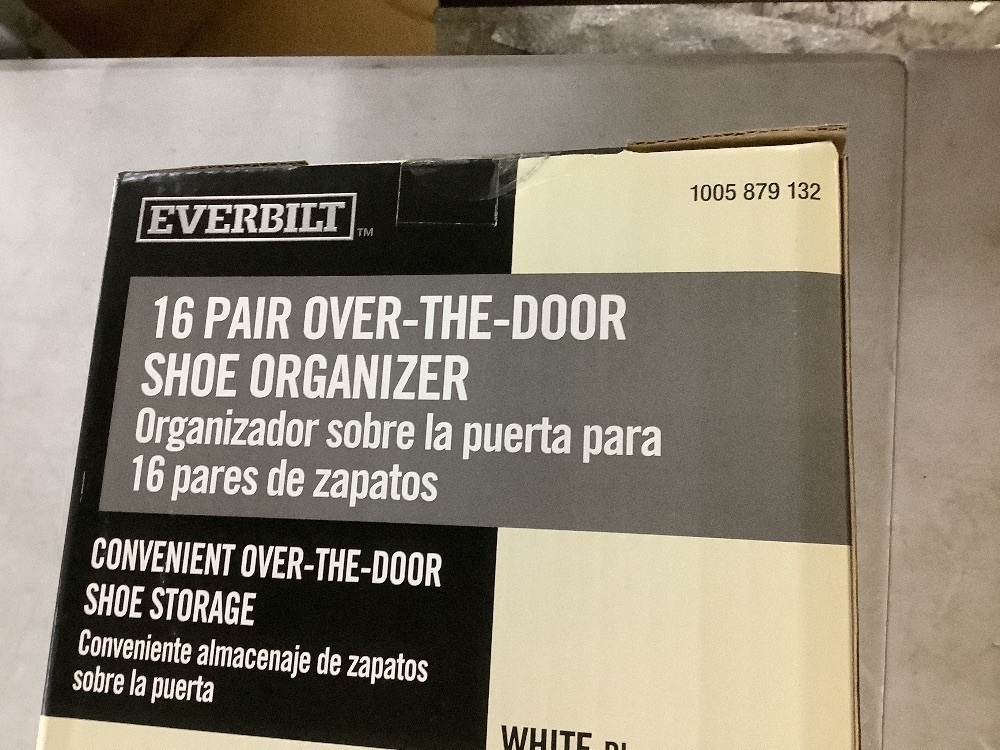 EVERBILT™
1005 879 132
16 PAIR OVER-THE-DOOR
SHOE ORGANIZER
Organizador sobre la puerta para
16 pares de zapatos
CONVENIENT OVER-THE-DOOR
SHOE STORAGE
Conveniente almacenaje de zapatos
sobre la puerta
WHITE